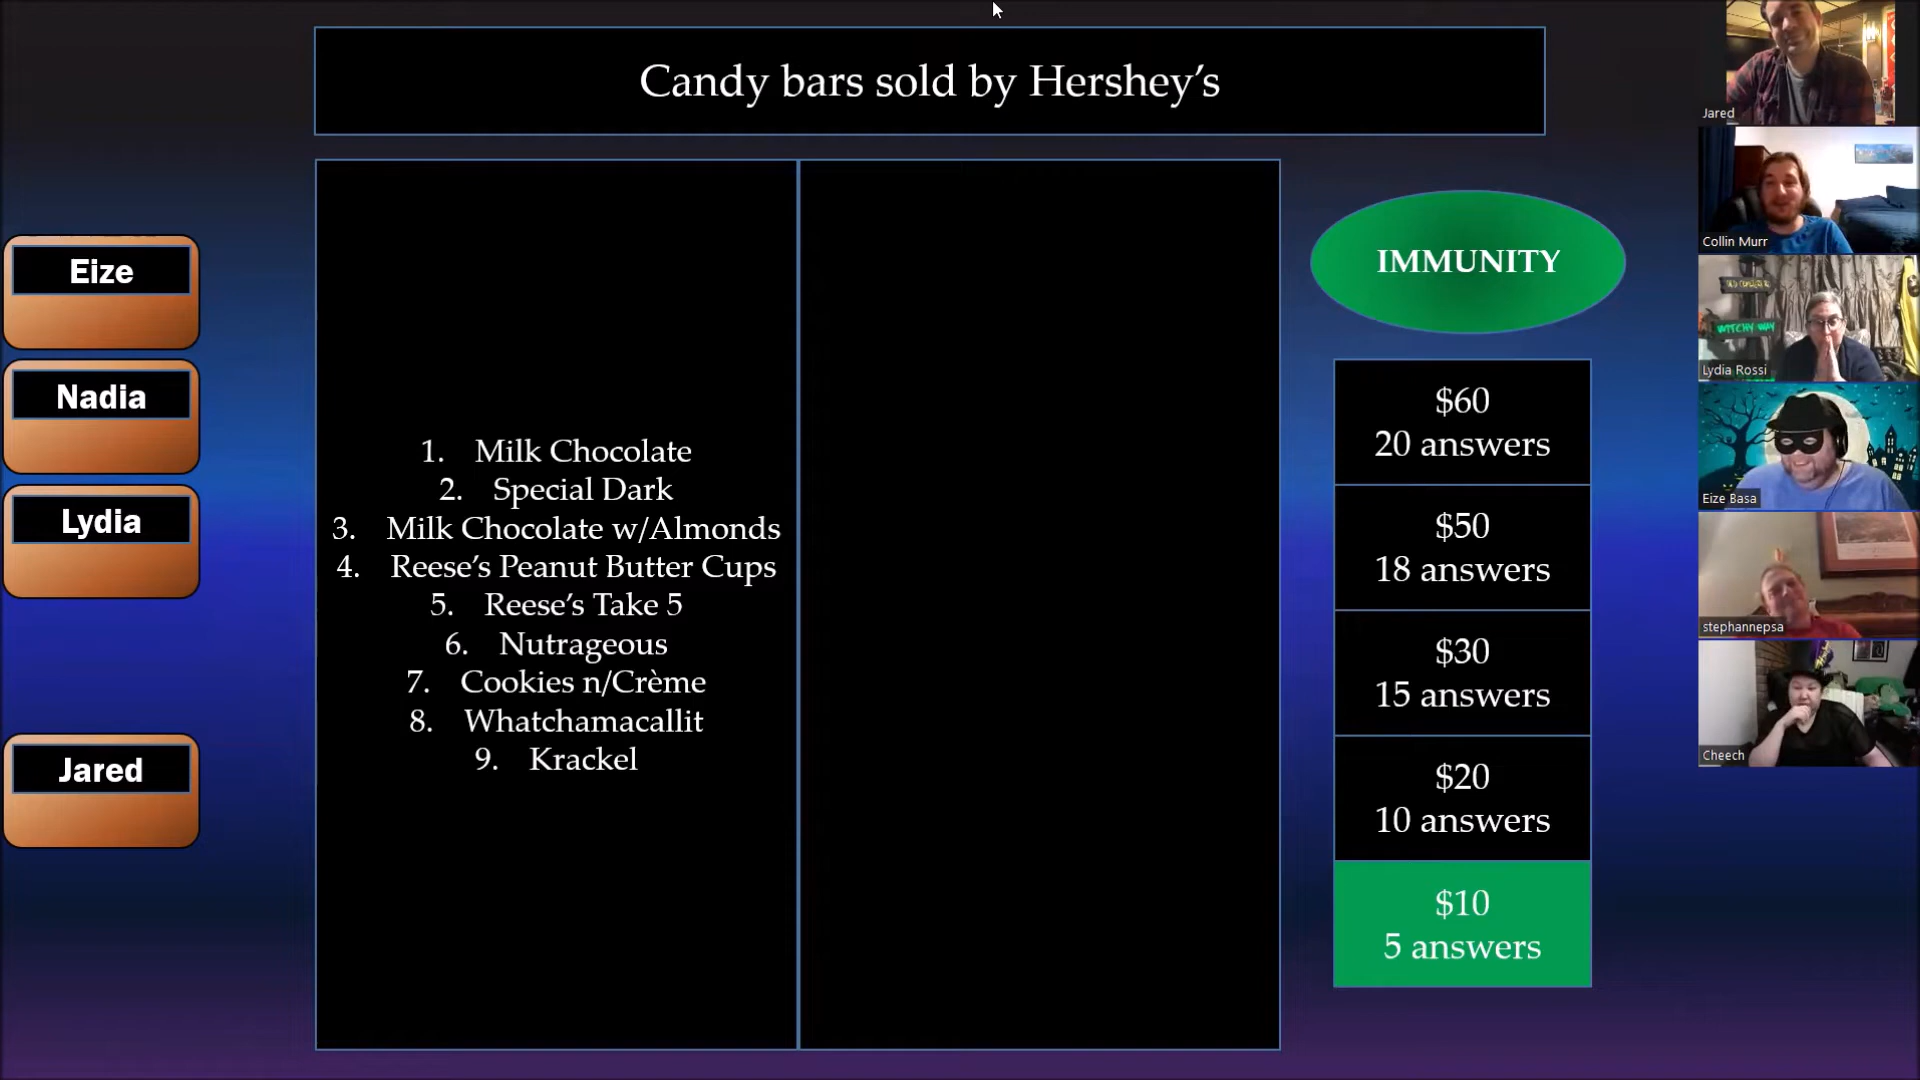 Candy bars sold by Hershey's
Eize
Nadia
Lydia
Jared
1. Milk Chocolate
2. Special Dark
3. Milk Chocolate w/Almonds
4. Reese's Peanut Butter Cups
5. Reese's Take 5
6. Nutrageous
7. Cookies n/Crème
8. Whatchamacallit
9. Krackel
IMMUNITY
$60
20 answers
$50
18 answers
$30
15 answers
$20
10 answers
$10
5 answers
Jared
Collin Murr
WITCHY WAY
Lydia Rossi
Eize Basa
stephannepsa
Cheech